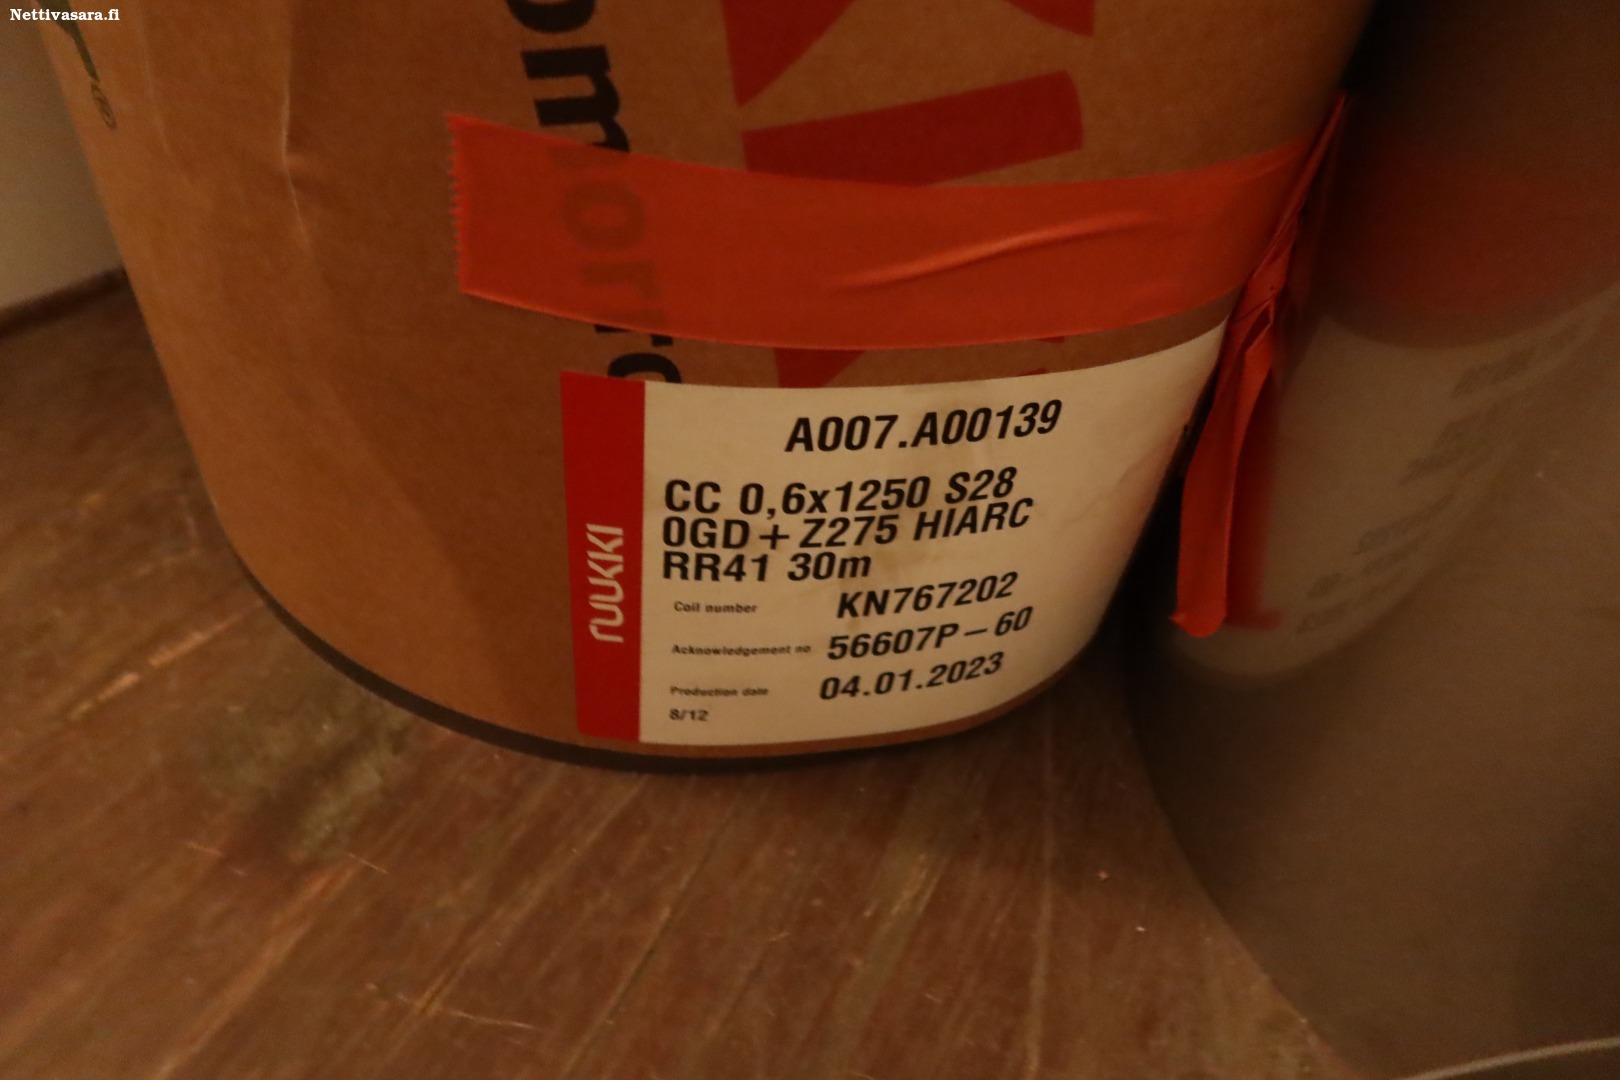 Nettivasara.fi
®
omorro
A007.A00139
CC 0,6x1250 S28
0GD+Z275 HIARC
RR41 30m
Coil number KN767202
Acknowledgement no 56607P-60
Production date 04.01.2023
8/12
ruukki